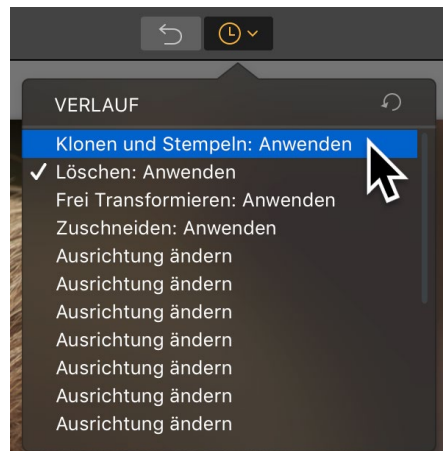 VERLAUF
Klonen und Stempeln: Anwenden
Löschen: Anwenden
Frei Transformieren: Anwenden
Zuschneiden: Anwenden
Ausrichtung ändern
Ausrichtung ändern
Ausrichtung ändern
Ausrichtung ändern
Ausrichtung ändern
Ausrichtung ändern
Ausrichtung ändern